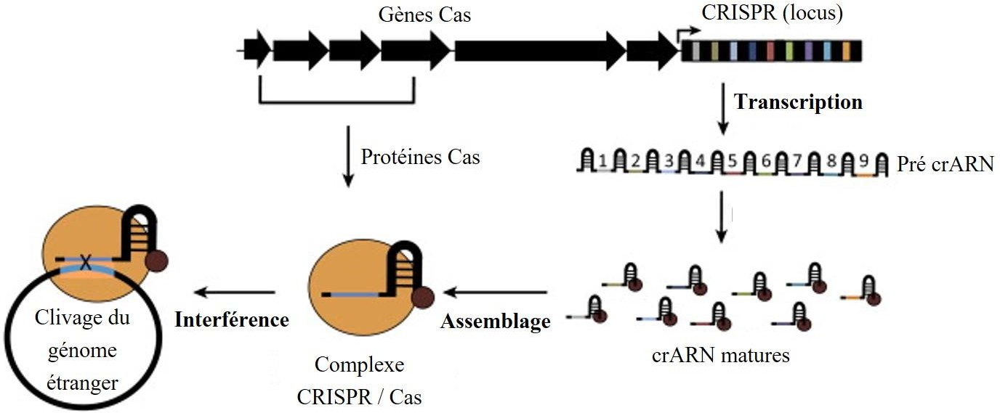 Gènes Cas
CRISPR (locus)
Transcription
Protéines Cas
1 2 3 4 5 6 7 8 9
Pré crARN
X
Clivage du
génome
étranger
Interférence
Complexe
CRISPR / Cas
Assemblage
crARN matures